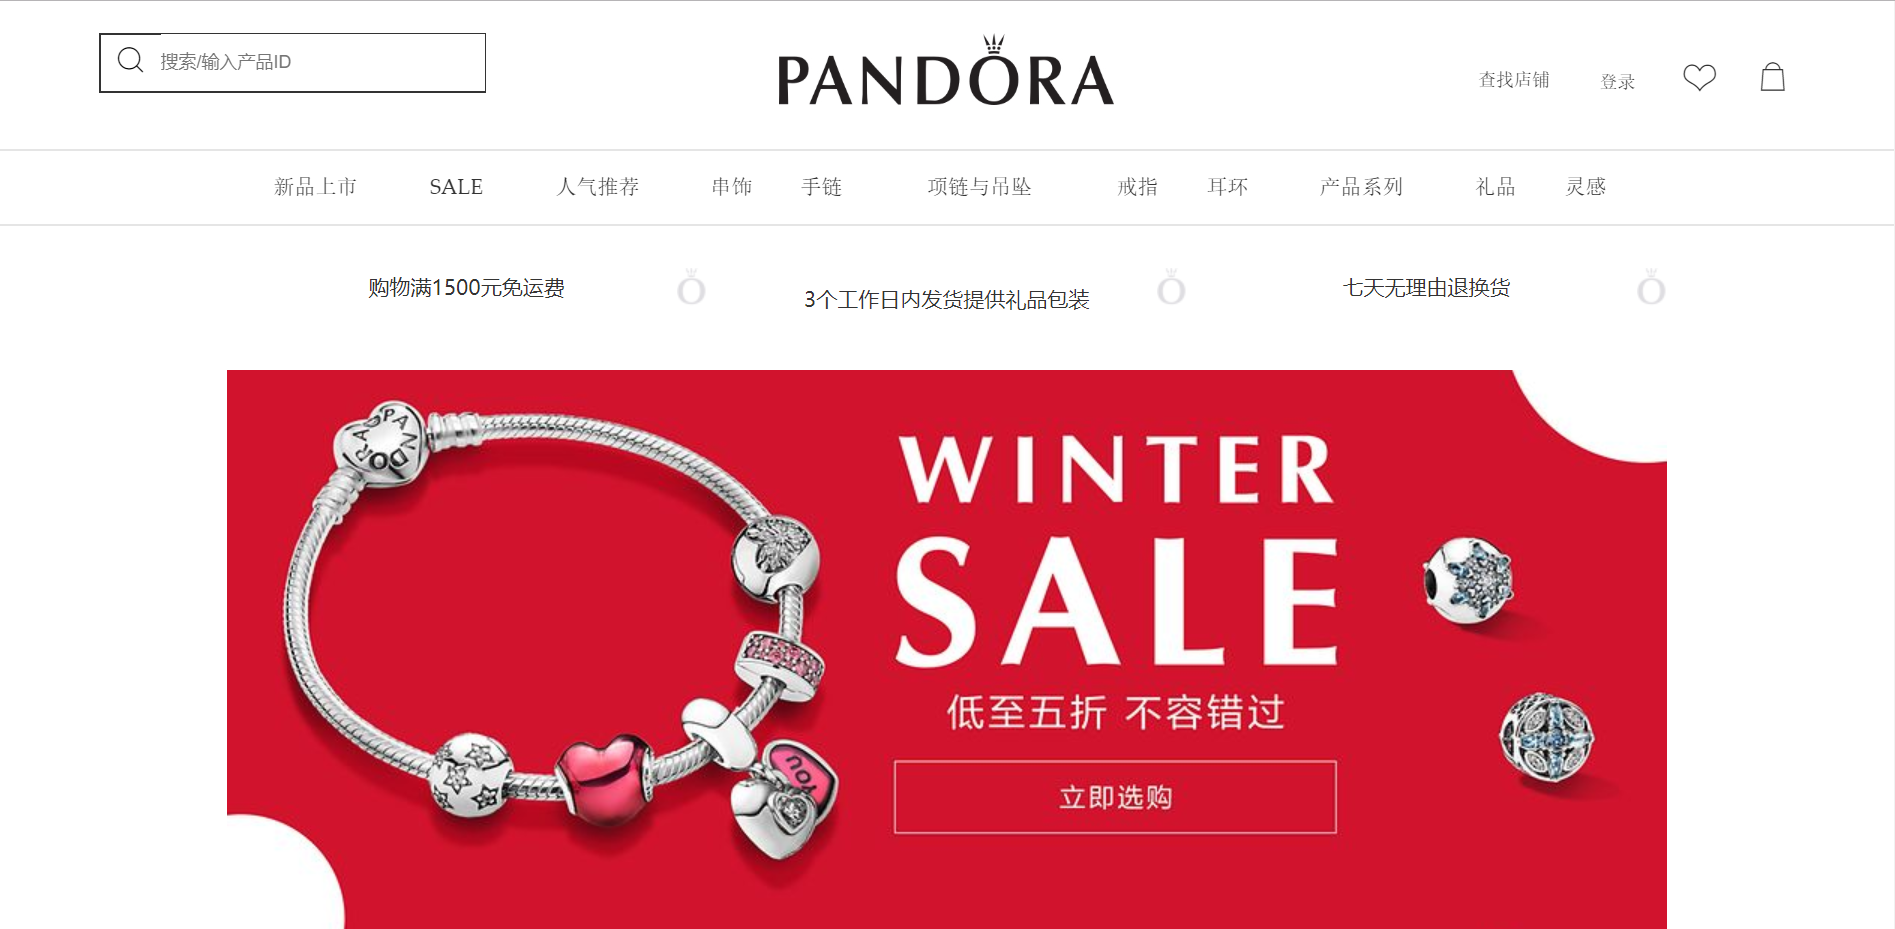 搜索/输入产品ID
PANDORA
查找店铺 登录
新品上市 SALE 人气推荐 串饰 手链 项链与吊坠 戒指 耳环 产品系列 礼品 灵感
购物满1500元免运费
3个工作日内发货提供礼品包装
七天无理由退换货
PANDORA
WINTER
SALE
低至五折 不容错过
立即选购
YOU